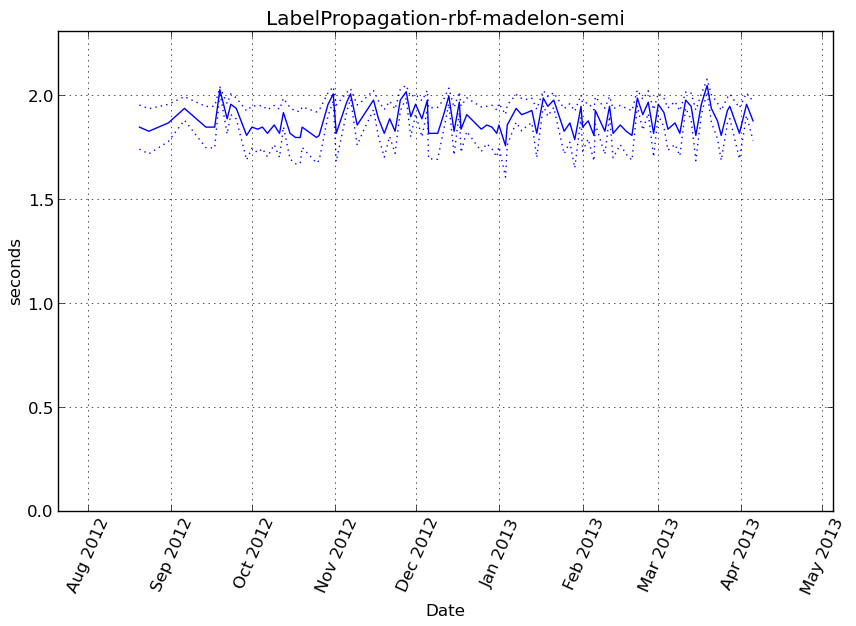 LabelPropagation-rbf-madelon-semi
2.0
1.5
1.0
0.5
0.0
seconds
Aug 2012
Sep 2012
Oct 2012
Nov 2012
Dec 2012
Jan 2013
Feb 2013
Mar 2013
Apr 2013
May 2013
Date